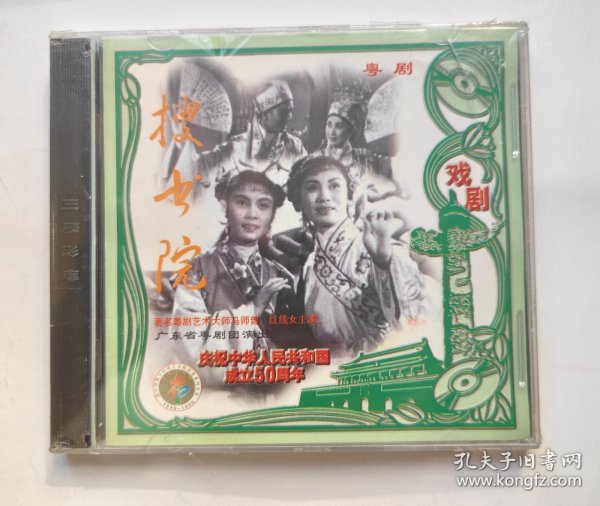 粤剧
搜书院
戏剧
著名粤剧艺术大师马师曾 红线女主演
广东省粤剧团演出
庆祝中华人民共和国
成立50周年
1949-1999
孔夫子旧书网
www.kongfz.com